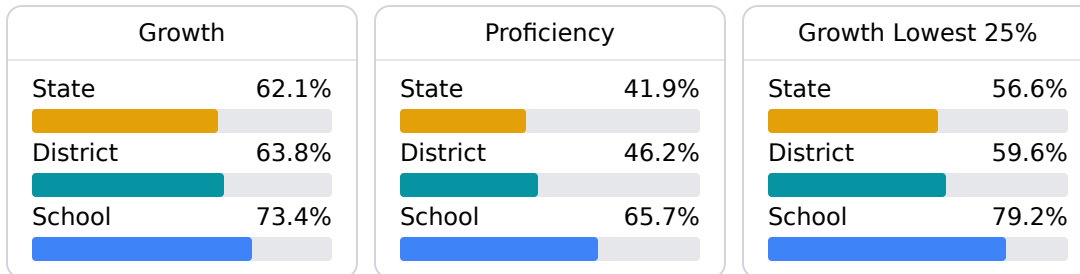 Growth
State 62.1%
District 63.8%
School 73.4%
Proficiency
State 41.9%
District 46.2%
School 65.7%
Growth Lowest 25%
State 56.6%
District 59.6%
School 79.2%